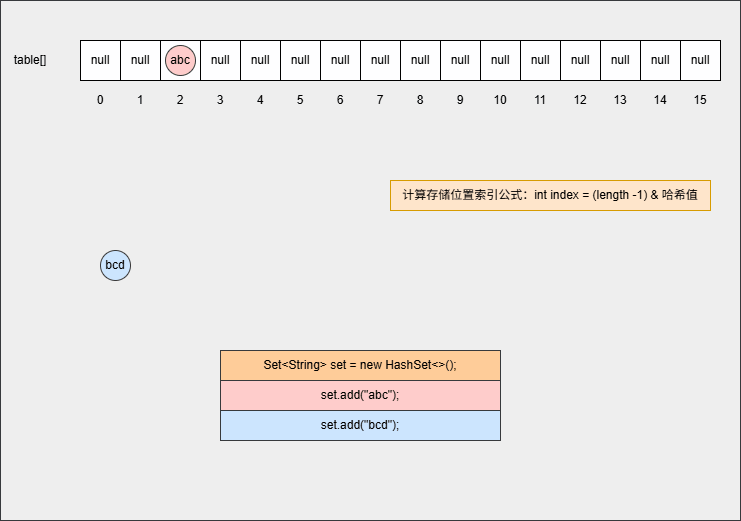 table[] null null abc null null null null null null null null null null null null null
0 1 2 3 4 5 6 7 8 9 10 11 12 13 14 15
计算存储位置索引公式：int index = (length -1) & 哈希值
bcd
Set<String> set = new HashSet<>();
set.add("abc");
set.add("bcd");